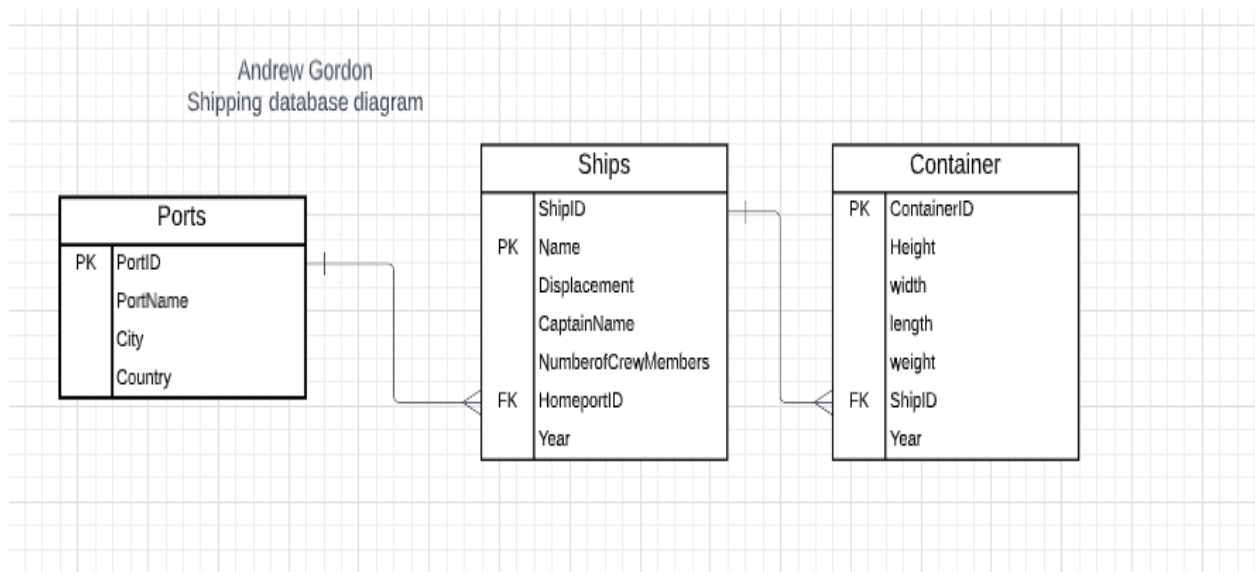 Andrew Gordon
Shipping database diagram
Ports
PK PortID
PortName
City
Country
Ships
ShipID
PK Name
Displacement
CaptainName
NumberofCrewMembers
FK HomeportID
Year
Container
PK ContainerID
Height
width
length
weight
FK ShipID
Year